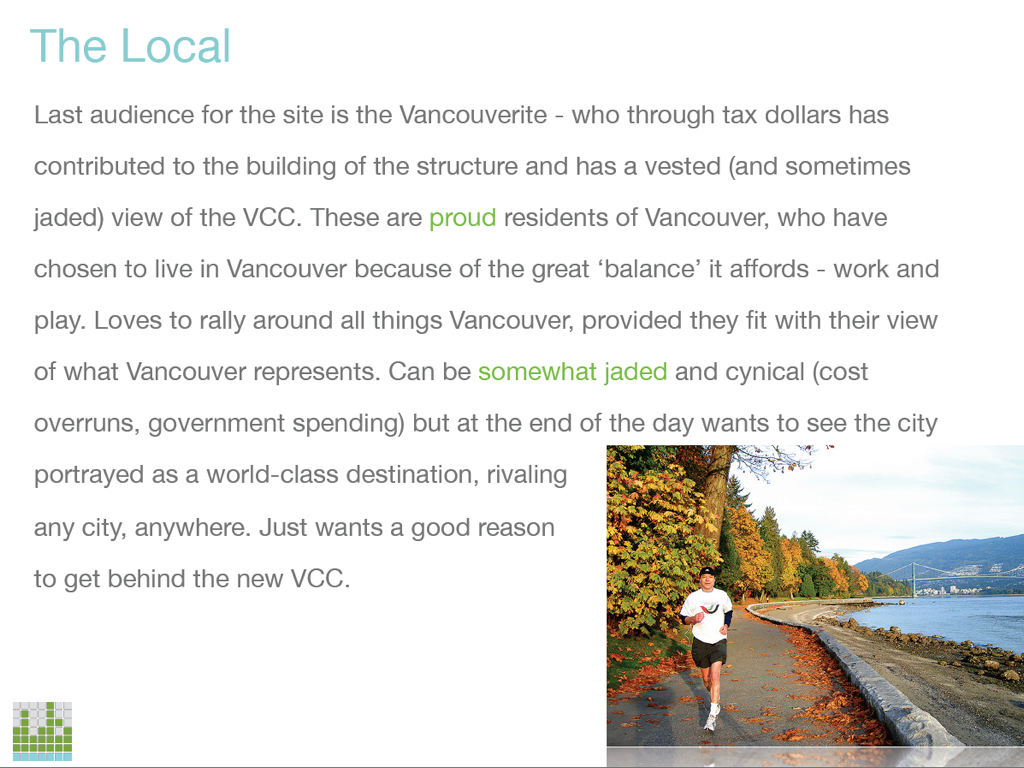 The Local
Last audience for the site is the Vancouverite - who through tax dollars has
contributed to the building of the structure and has a vested (and sometimes
jaded) view of the VCC. These are proud residents of Vancouver, who have
chosen to live in Vancouver because of the great ‘balance’ it affords - work and
play. Loves to rally around all things Vancouver, provided they fit with their view
of what Vancouver represents. Can be somewhat jaded and cynical (cost
overruns, government spending) but at the end of the day wants to see the city
portrayed as a world-class destination, rivaling
any city, anywhere. Just wants a good reason
to get behind the new VCC.